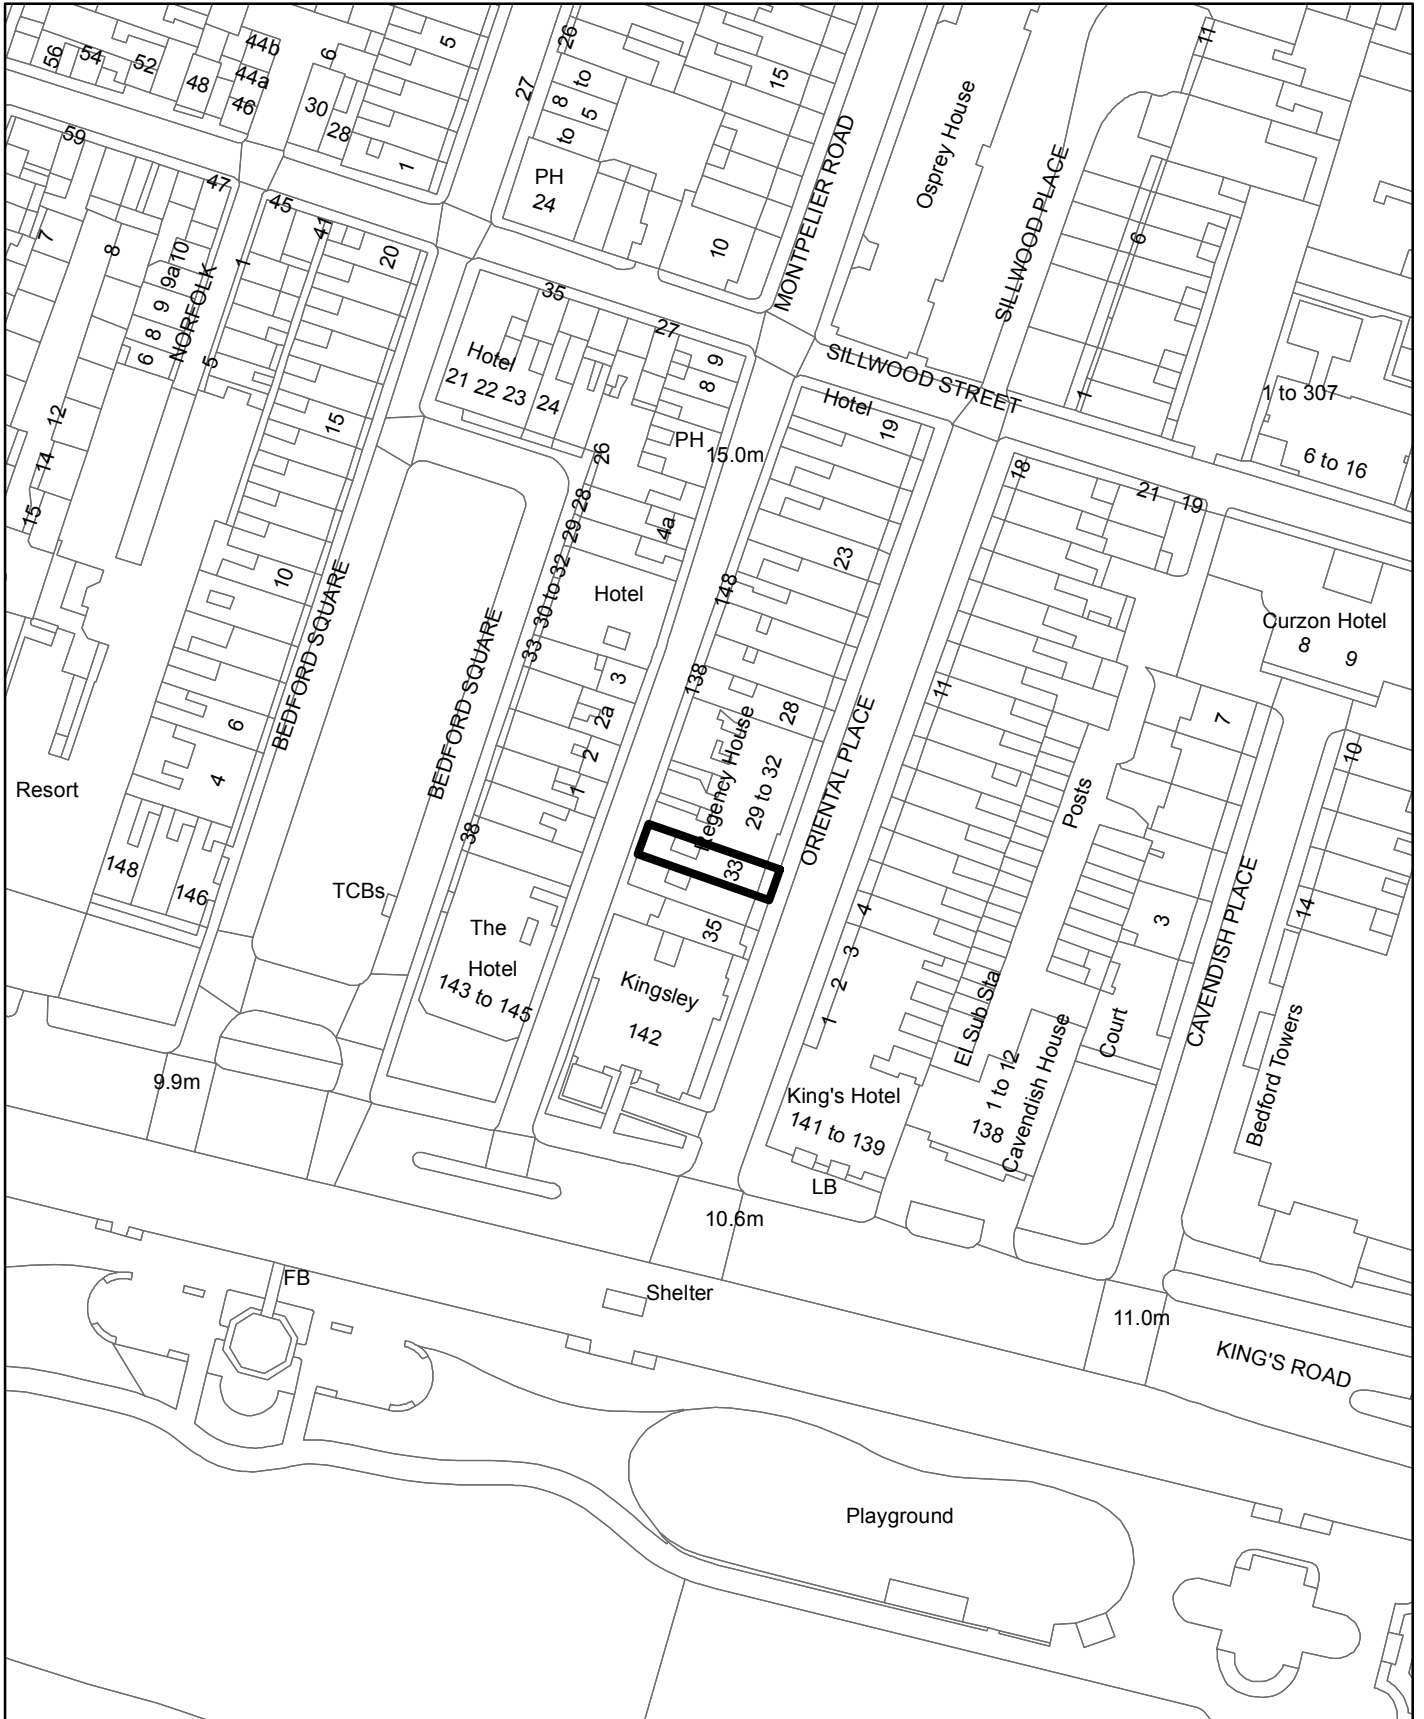 56
54
52
48
44b
44a
46
6
30
28
5
1
27
26
8 to
to 5
PH
24
15
10
MONTPELIER ROAD
Osprey House
SILLWOOD PLACE
11
6
59
47
45
41
7
8
10
9a
9
8
6
NORFOLK
1
5
20
35
27
Hotel
21 22 23
24
9
8
PH
15.0m
SILLWOOD STREET
Hotel
19
1
1 to 307
6 to 16
12
14
15
15
10
BEDFORD SQUARE
BEDFORD SQUARE
26
28
29
30 to 32
33
4a
Hotel
148
138
3
2a
2
1
23
28
18
21
19
11
Curzon Hotel
8
9
7
10
6
4
Resort
148
146
38
TCBs
The
Hotel
143 to 145
Regency House
29 to 32
33
35
ORIENTAL PLACE
Kingsley
142
4
3
2
1
Posts
El Sub Sta
3
14
CAVENDISH PLACE
Court
Cavendish House
1 to 12
138
King's Hotel
141 to 139
LB
Bedford Towers
9.9m
10.6m
11.0m
FB
Shelter
KING'S ROAD
Playground